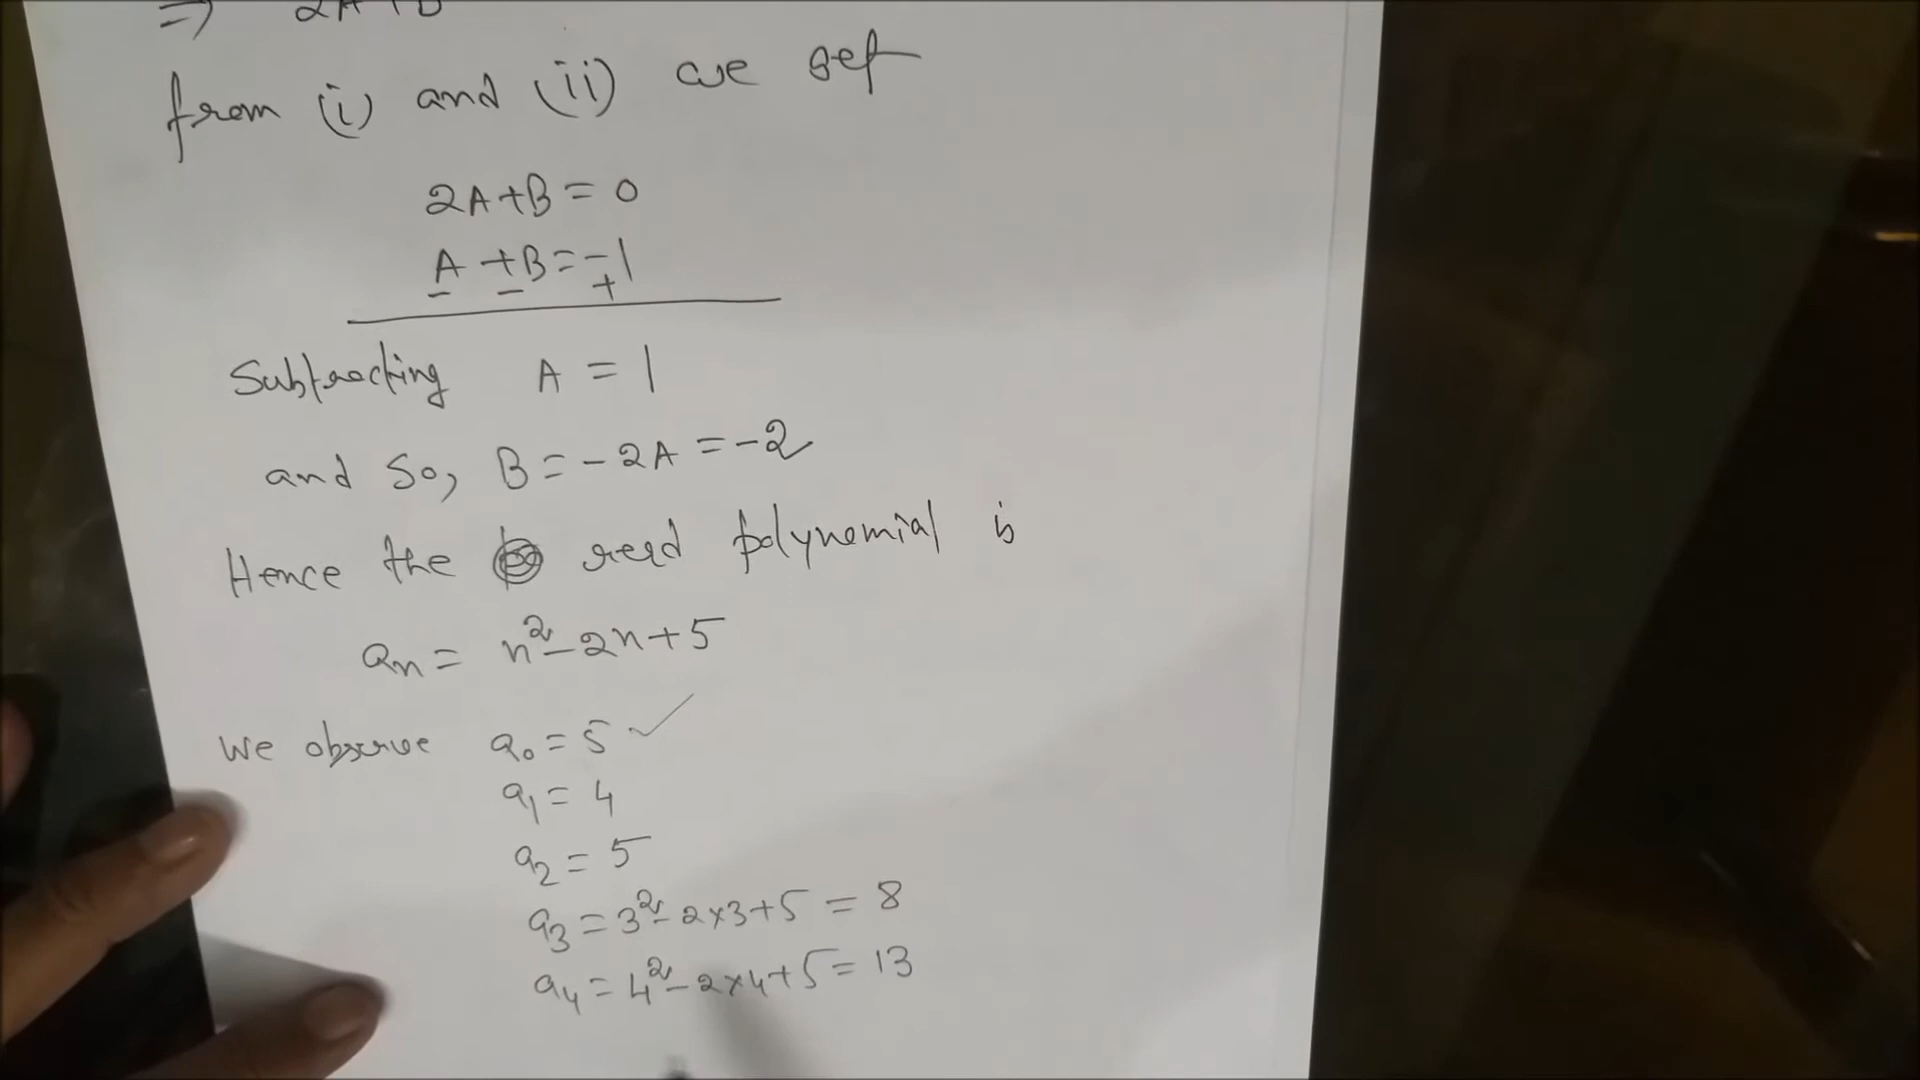 ⇒ 2A+B
from (i) and (ii) we get
2A+B = 0
A +B = -1
- - +
Subtracting A = 1
and so, B = -2A = -2
Hence the reqd polynomial is
aₙ = n²-2n+5
We observe a₀ = 5 ✓
a₁ = 4
a₂ = 5
a₃ = 3²-2×3+5 = 8
a₄ = 4²-2×4+5 = 13